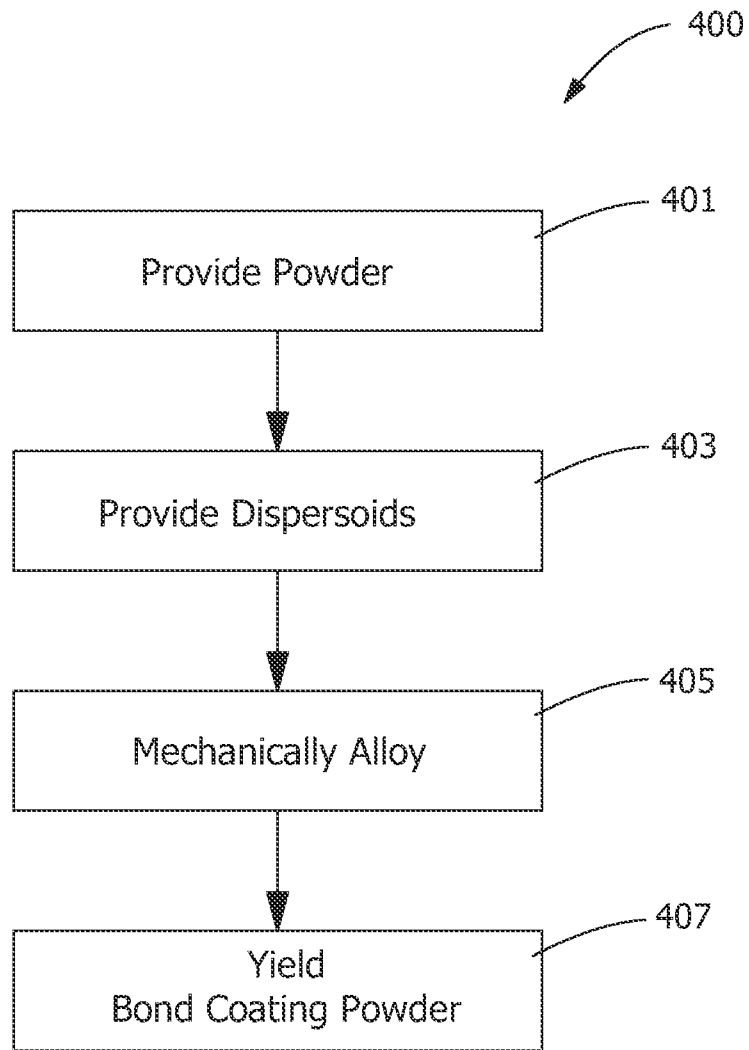 400
401
Provide Powder
403
Provide Dispersoids
405
Mechanically Alloy
407
Yield
Bond Coating Powder